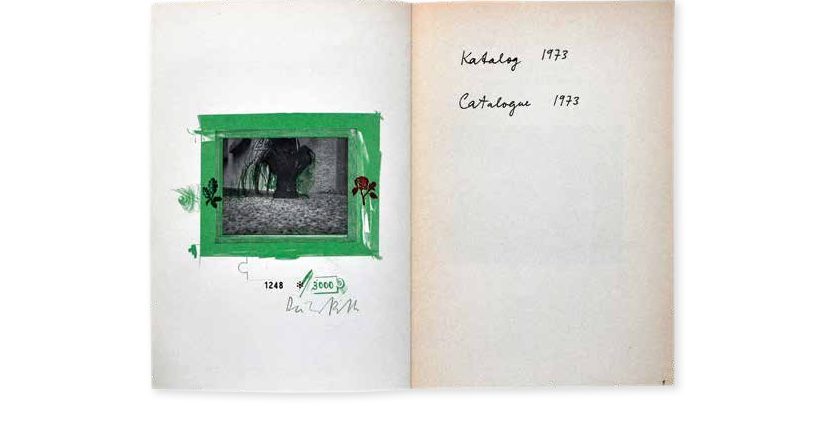 1248 * / 3000
Katalog 1973
Catalogue 1973